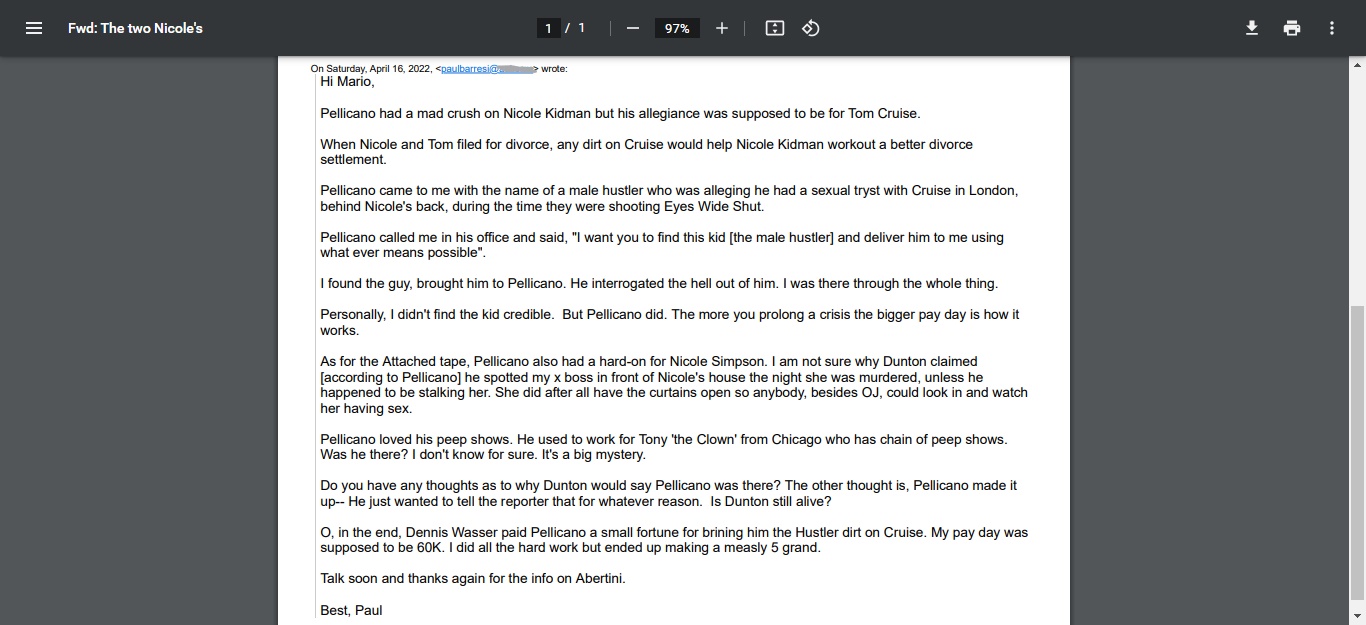 Fwd: The two Nicole's
1 / 1
97%
On Saturday, April 16, 2022, <paulbarresi@ > wrote:
Hi Mario,
Pellicano had a mad crush on Nicole Kidman but his allegiance was supposed to be for Tom Cruise.
When Nicole and Tom filed for divorce, any dirt on Cruise would help Nicole Kidman workout a better divorce
settlement.
Pellicano came to me with the name of a male hustler who was alleging he had a sexual tryst with Cruise in London,
behind Nicole's back, during the time they were shooting Eyes Wide Shut.
Pellicano called me in his office and said, "I want you to find this kid [the male hustler] and deliver him to me using
what ever means possible".
I found the guy, brought him to Pellicano. He interrogated the hell out of him. I was there through the whole thing.
Personally, I didn't find the kid credible.  But Pellicano did. The more you prolong a crisis the bigger pay day is how it
works.
As for the Attached tape, Pellicano also had a hard-on for Nicole Simpson. I am not sure why Dunton claimed
[according to Pellicano] he spotted my x boss in front of Nicole's house the night she was murdered, unless he
happened to be stalking her. She did after all have the curtains open so anybody, besides OJ, could look in and watch
her having sex.
Pellicano loved his peep shows. He used to work for Tony 'the Clown' from Chicago who has chain of peep shows.
Was he there? I don't know for sure. It's a big mystery.
Do you have any thoughts as to why Dunton would say Pellicano was there? The other thought is, Pellicano made it
up-- He just wanted to tell the reporter that for whatever reason.  Is Dunton still alive?
O, in the end, Dennis Wasser paid Pellicano a small fortune for brining him the Hustler dirt on Cruise. My pay day was
supposed to be 60K. I did all the hard work but ended up making a measly 5 grand.
Talk soon and thanks again for the info on Abertini.
Best, Paul